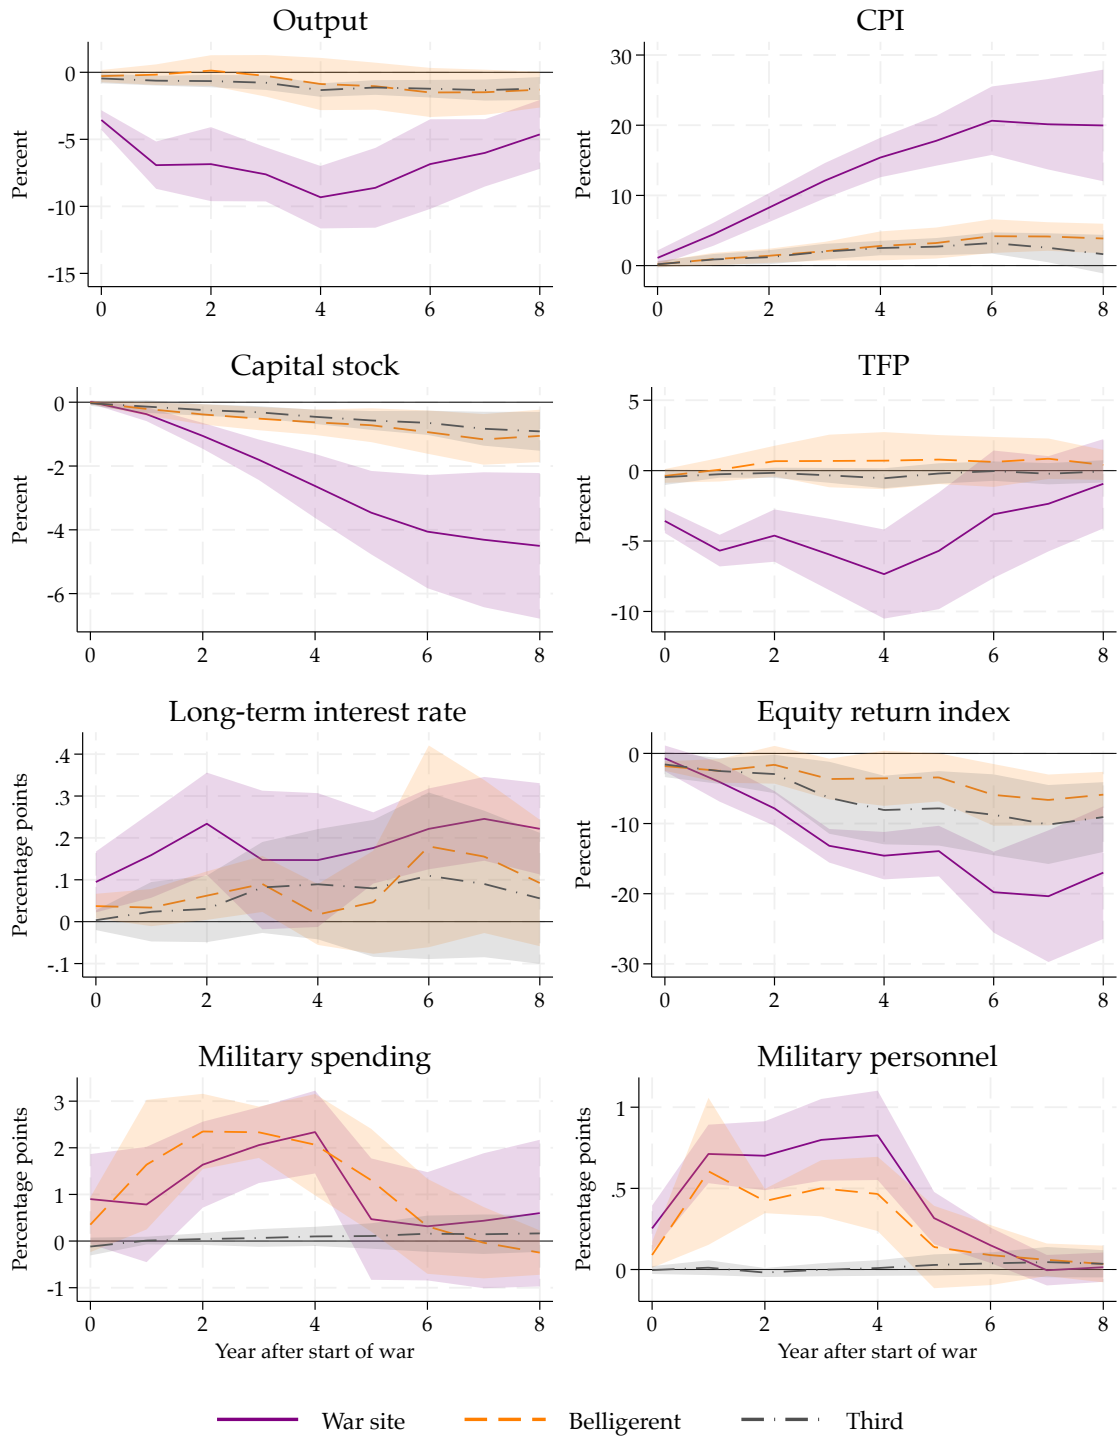 Output
CPI
Percent
0
-5
-10
-15
0 2 4 6 8
Percent
30
20
10
0
0 2 4 6 8
Capital stock
TFP
Percent
0
-2
-4
-6
0 2 4 6 8
Percent
5
0
-5
-10
0 2 4 6 8
Long-term interest rate
Equity return index
Percentage points
.4
.3
.2
.1
0
-.1
0 2 4 6 8
Percent
0
-10
-20
-30
0 2 4 6 8
Military spending
Military personnel
Percentage points
3
2
1
0
-1
0 2 4 6 8
Year after start of war
Percentage points
1
.5
0
0 2 4 6 8
Year after start of war
War site Belligerent Third